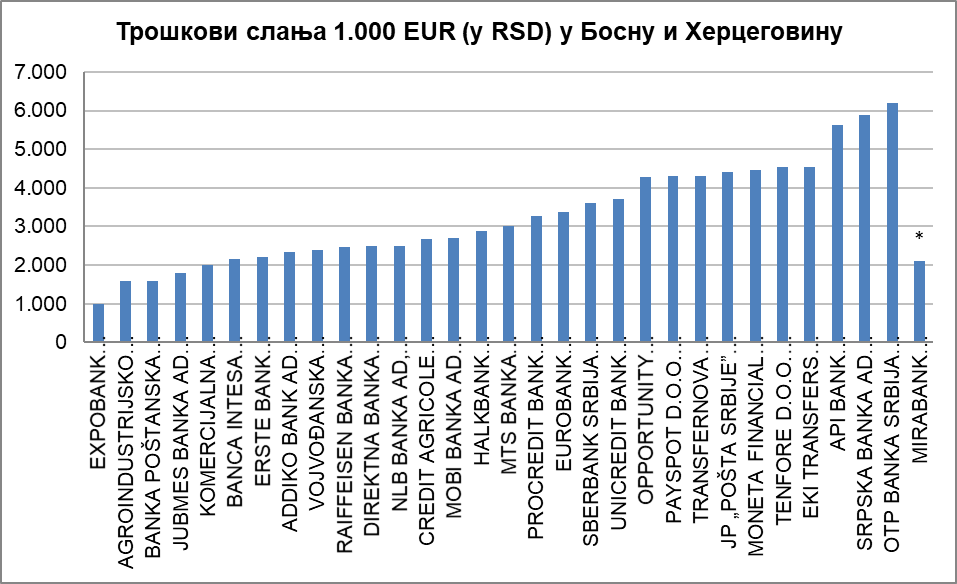 Трошкови слања 1.000 EUR (у RSD) у Босну и Херцеговину
7.000
6.000
5.000
4.000
3.000
2.000
1.000
0
*
EXPOBANK…
AGROINDUSTRIJSKO…
BANKA POŠTANSKA…
JUBMES BANKA AD…
KOMERCIJALNA…
BANCA INTESA…
ERSTE BANK…
ADDIKO BANK AD…
VOJVOĐANSKA…
RAIFFEISEN BANKA…
DIREKTNA BANKA…
NLB BANKA AD,…
CREDIT AGRICOLE…
MOBI BANKA AD…
HALKBANK…
MTS BANKA…
PROCREDIT BANK…
EUROBANK…
SBERBANK SRBIJA…
UNICREDIT BANK…
OPPORTUNITY…
PAYSPOT D.O.O.…
TRANSFERNOVA…
JP „POŠTA SRBIJE”…
MONETA FINANCIAL…
TENFORE D.O.O.…
EKI TRANSFERS…
API BANK…
SRPSKA BANKA AD…
OTP BANKA SRBIJA…
MIRABANK…